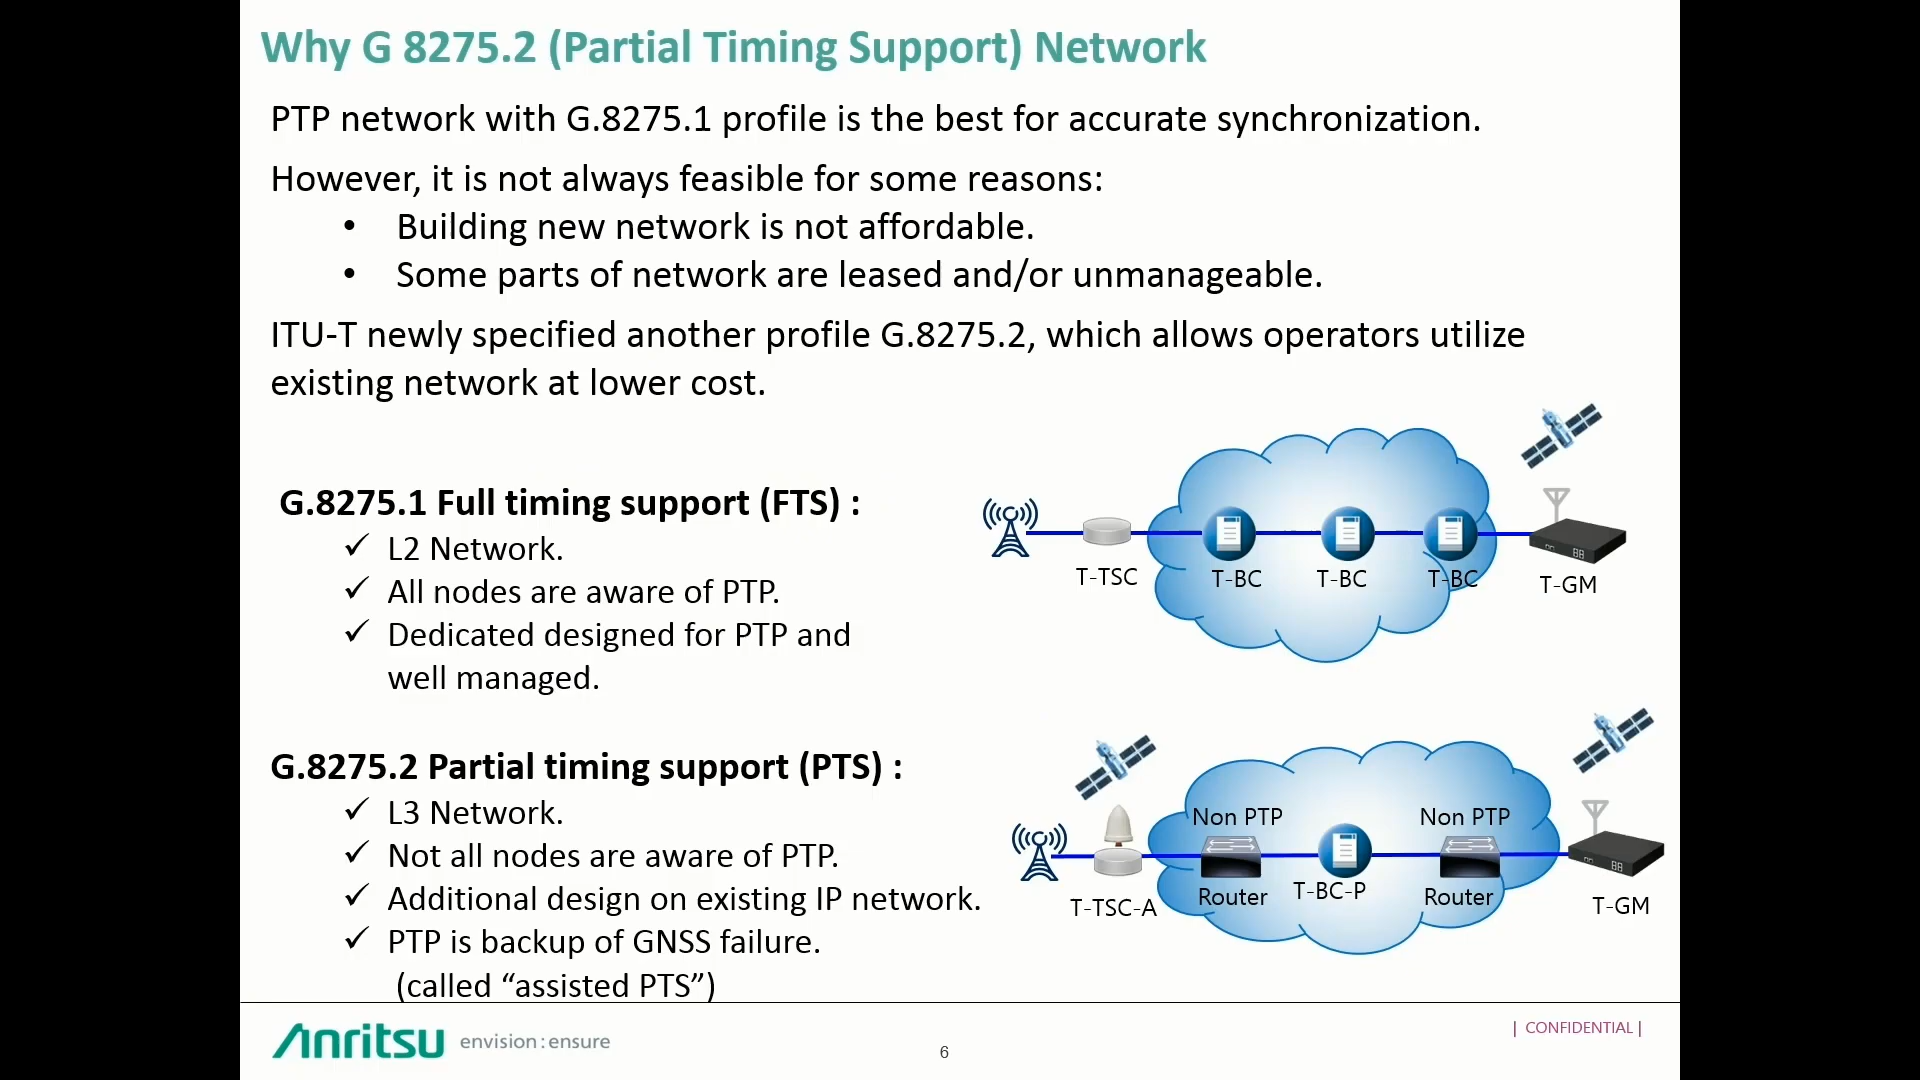 Why G 8275.2 (Partial Timing Support) Network
PTP network with G.8275.1 profile is the best for accurate synchronization.
However, it is not always feasible for some reasons:
• Building new network is not affordable.
• Some parts of network are leased and/or unmanageable.
ITU-T newly specified another profile G.8275.2, which allows operators utilize
existing network at lower cost.
G.8275.1 Full timing support (FTS) :
✓ L2 Network.
✓ All nodes are aware of PTP.
✓ Dedicated designed for PTP and
well managed.
T-TSC
T-BC
T-BC
T-BC
T-GM
G.8275.2 Partial timing support (PTS) :
✓ L3 Network.
✓ Not all nodes are aware of PTP.
✓ Additional design on existing IP network.
✓ PTP is backup of GNSS failure.
(called “assisted PTS”)
Non PTP
Non PTP
T-TSC-A
Router
T-BC-P
Router
T-GM
Anritsu envision : ensure
6
| CONFIDENTIAL |